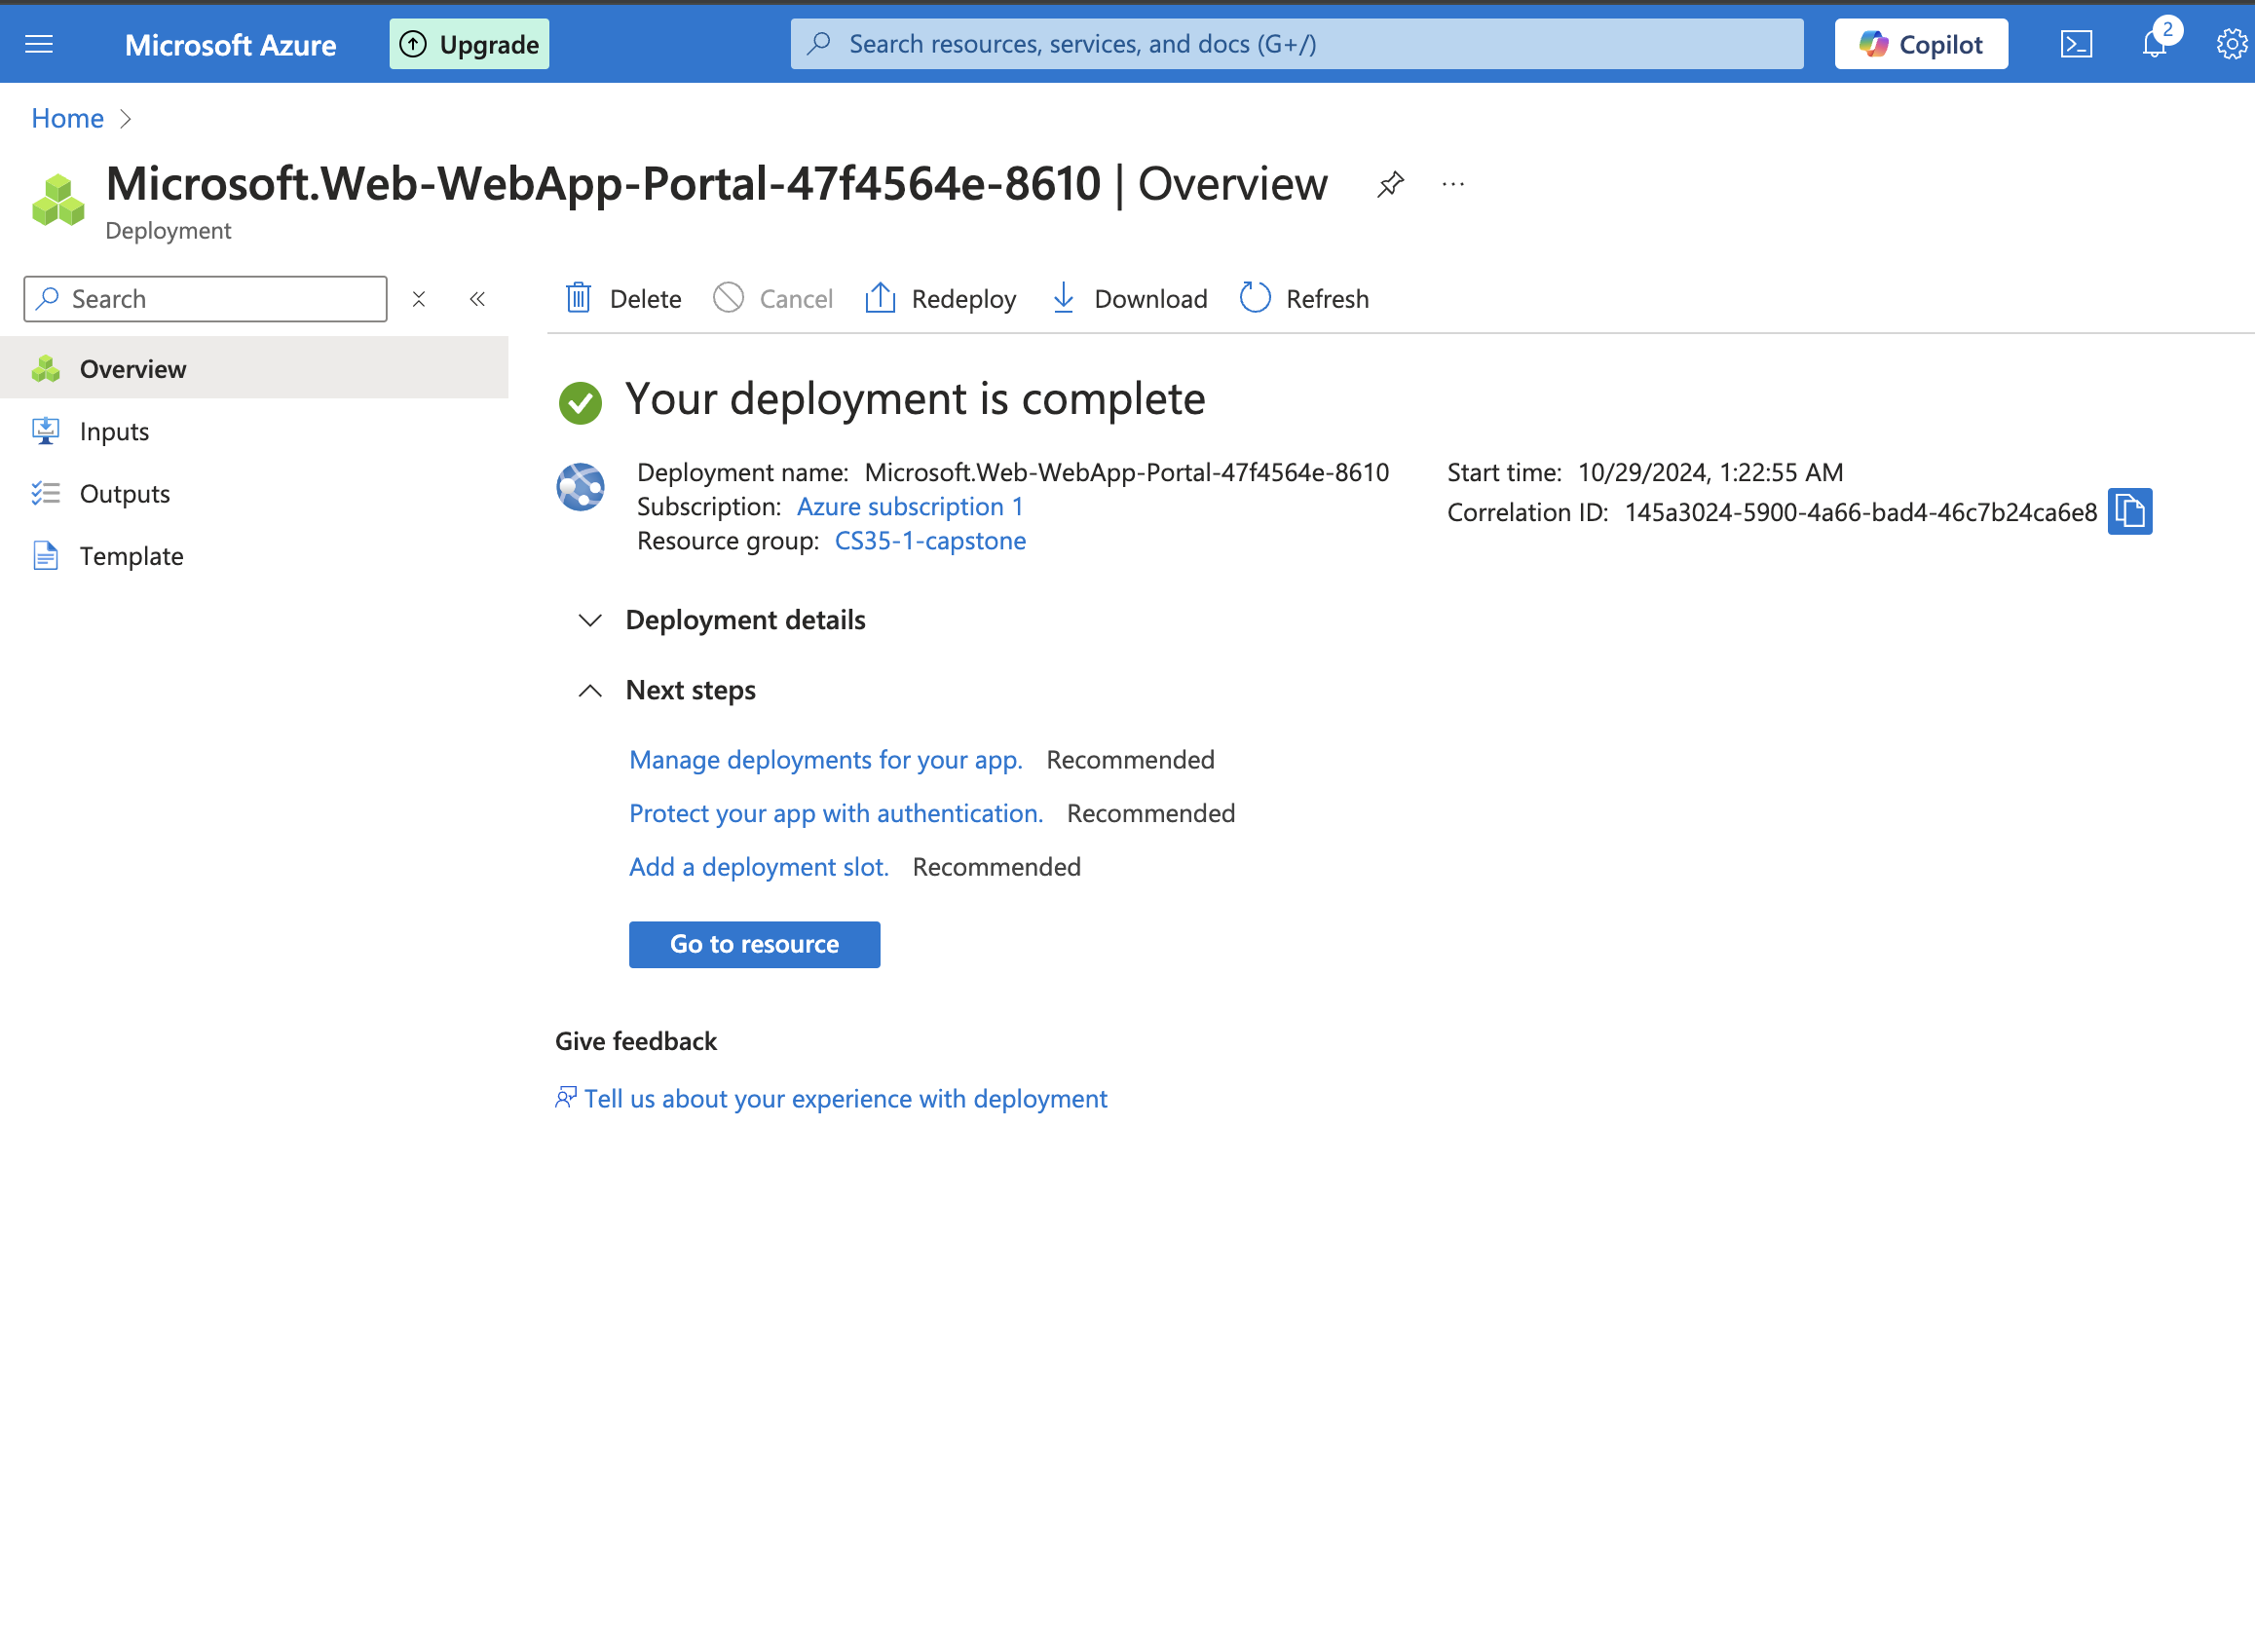 Microsoft Azure
Upgrade
Search resources, services, and docs (G+/)
Copilot
2
Home
Microsoft.Web-WebApp-Portal-47f4564e-8610 | Overview
Deployment
Search
Delete
Cancel
Redeploy
Download
Refresh
Overview
Inputs
Outputs
Template
Your deployment is complete
Deployment name: Microsoft.Web-WebApp-Portal-47f4564e-8610
Subscription: Azure subscription 1
Resource group: CS35-1-capstone
Start time: 10/29/2024, 1:22:55 AM
Correlation ID: 145a3024-5900-4a66-bad4-46c7b24ca6e8
Deployment details
Next steps
Manage deployments for your app. Recommended
Protect your app with authentication. Recommended
Add a deployment slot. Recommended
Go to resource
Give feedback
Tell us about your experience with deployment